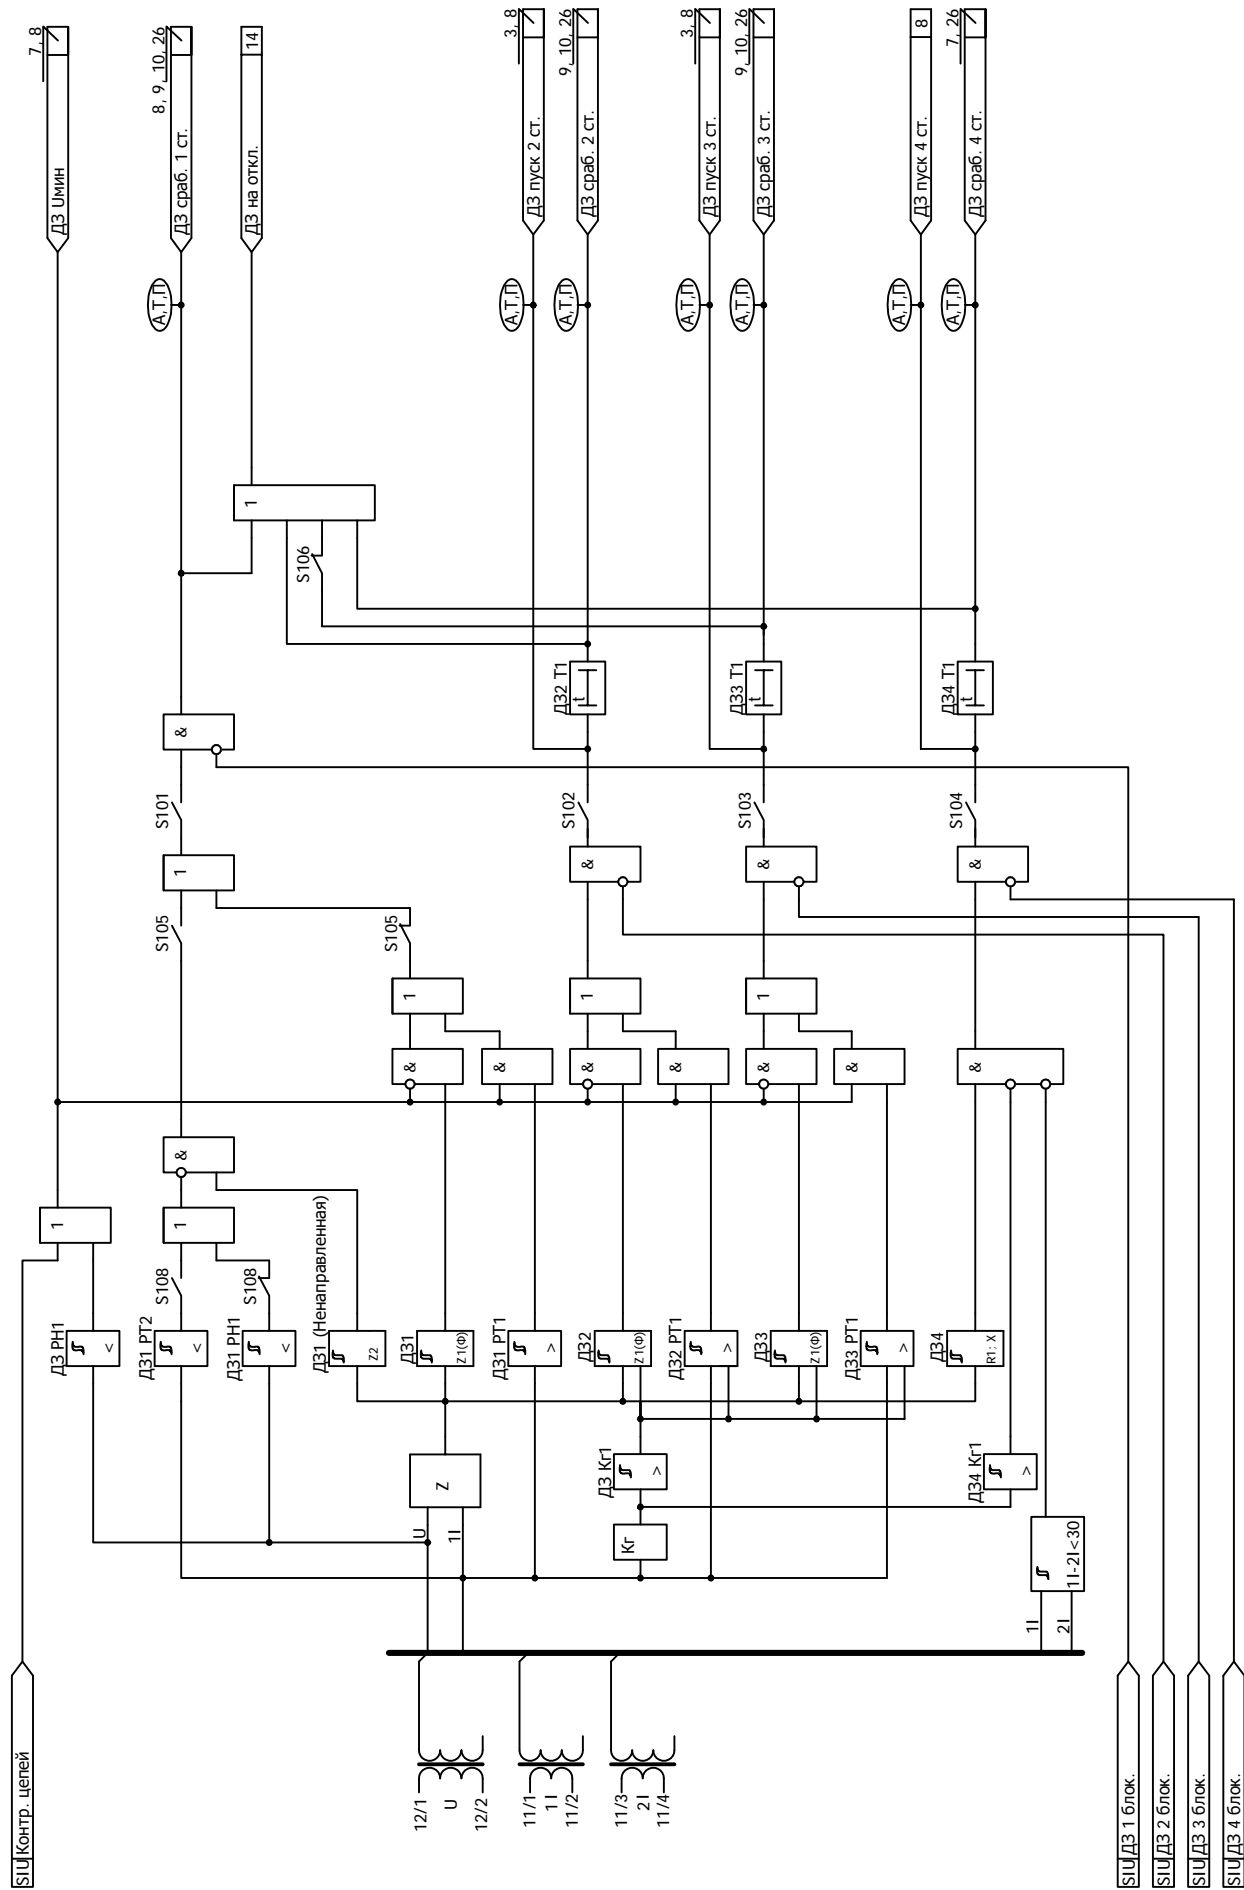 SIU Контр. цепей
ДЗ РН1
<
1
ДЗ Uмин
7, 8
ДЗ1 РТ2
<
S108
1
&
S105
1
S101
&
А,Т,П
ДЗ сраб. 1 ст.
8, 9, 10, 26
ДЗ1 РН1
<
S108
S106
1
ДЗ на откл.
14
ДЗ1 (Ненаправленная)
Z2
12/1
U
12/2
U
1I
Z
ДЗ1
Z1(Ф)
&
1
S105
ДЗ1 РТ1
>
&
11/1
1I
11/2
ДЗ2
Z1(Ф)
&
1
&
S102
ДЗ2 Т1
t
А,Т,П
ДЗ пуск 2 ст.
3, 8
А,Т,П
ДЗ сраб. 2 ст.
9, 10, 26
11/3
2I
11/4
Кг
ДЗ Кг1
>
ДЗ2 РТ1
>
&
ДЗ3
Z1(Ф)
&
1
&
S103
ДЗ3 Т1
t
А,Т,П
ДЗ пуск 3 ст.
3, 8
А,Т,П
ДЗ сраб. 3 ст.
9, 10, 26
ДЗ3 РТ1
>
&
ДЗ4
R1; X
&
&
S104
ДЗ4 Т1
t
А,Т,П
ДЗ пуск 4 ст.
8
А,Т,П
ДЗ сраб. 4 ст.
7, 26
ДЗ4 Кг1
>
1I
2I
1I-2I<30
SIU ДЗ 1 блок.
SIU ДЗ 2 блок.
SIU ДЗ 3 блок.
SIU ДЗ 4 блок.